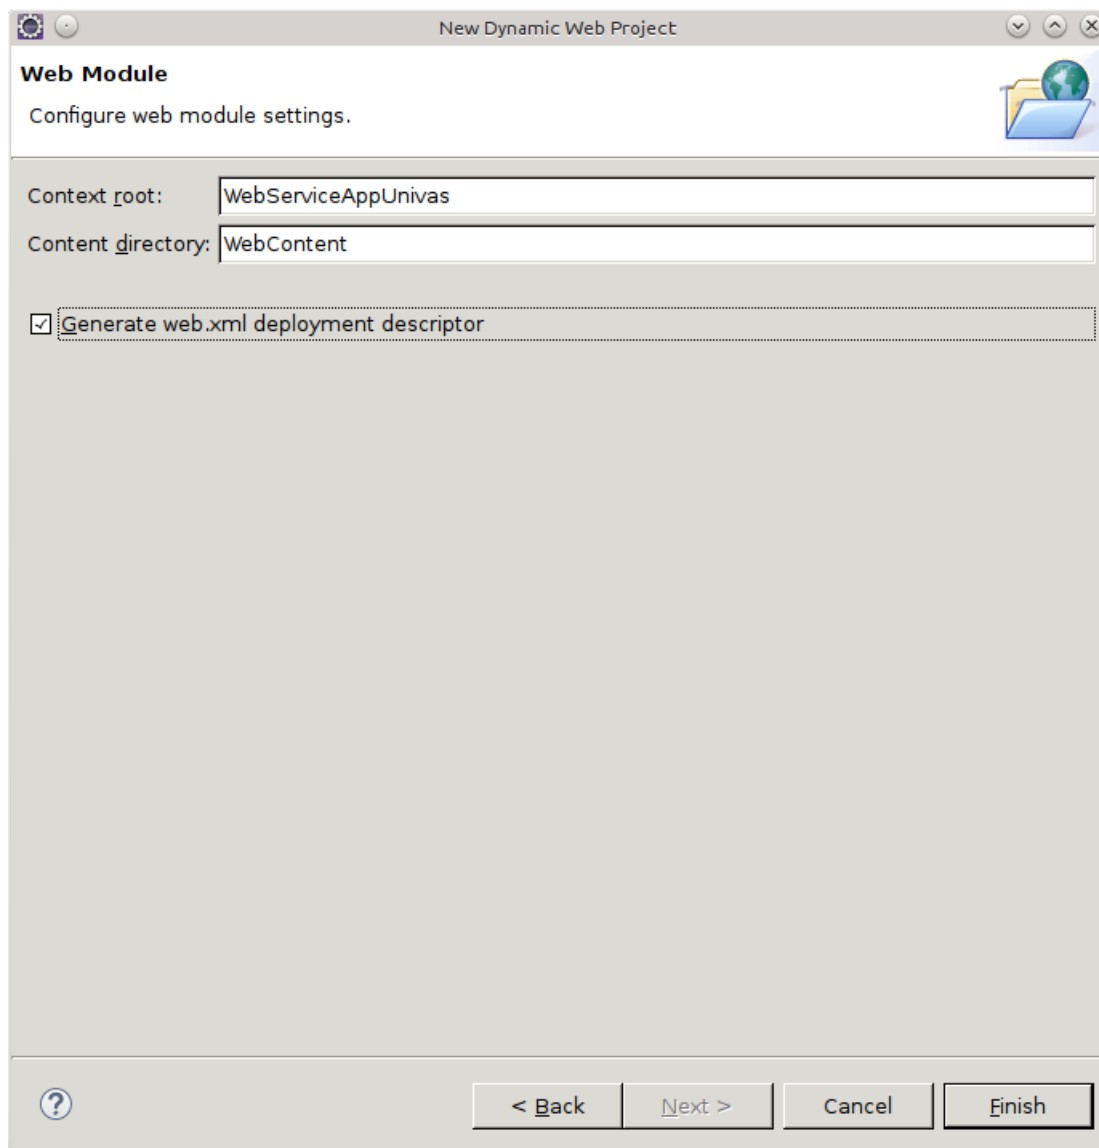 New Dynamic Web Project
Web Module
Configure web module settings.
Context root: WebServiceAppUnivas
Content directory: WebContent
Generate web.xml deployment descriptor
? < Back Next > Cancel Finish